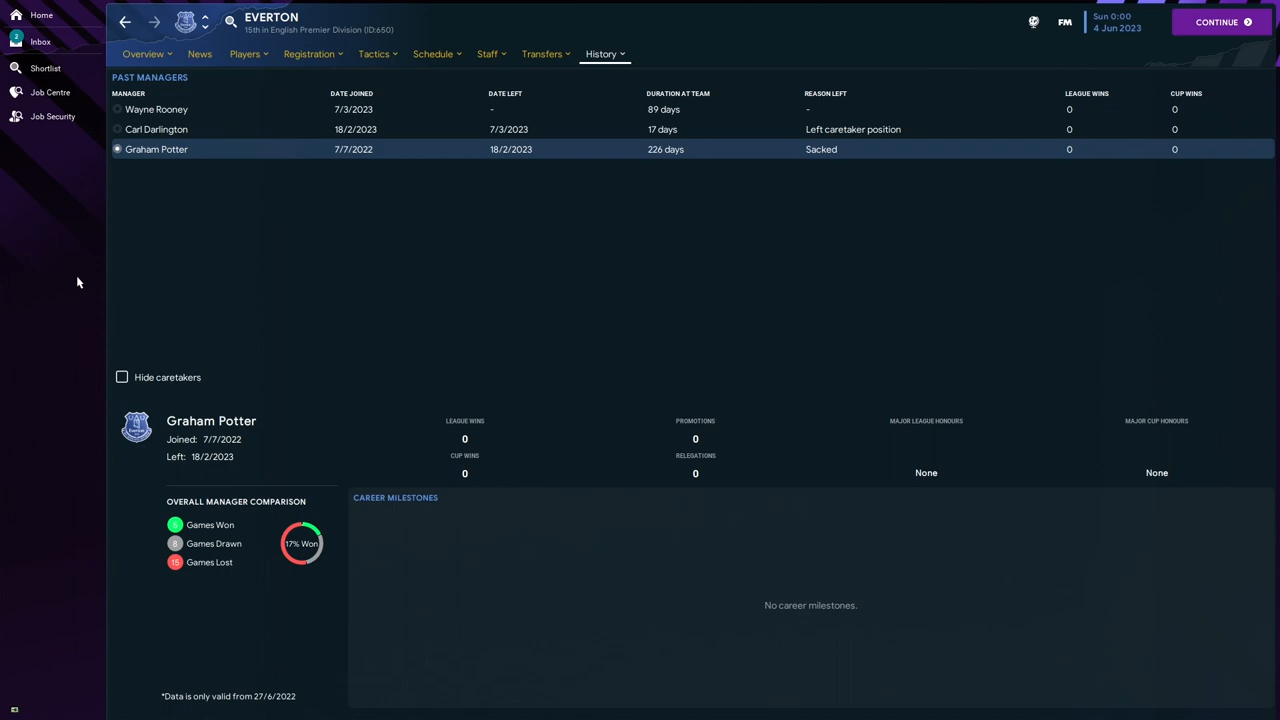 Home
2
Inbox
Shortlist
Job Centre
Job Security
EVERTON
15th in English Premier Division (ID:650)
FM
Sun 0:00
4 Jun 2023
CONTINUE
Overview News Players Registration Tactics Schedule Staff Transfers History
PAST MANAGERS
MANAGER DATE JOINED DATE LEFT DURATION AT TEAM REASON LEFT LEAGUE WINS CUP WINS
Wayne Rooney 7/3/2023 - 89 days - 0 0
Carl Darlington 18/2/2023 7/3/2023 17 days Left caretaker position 0 0
Graham Potter 7/7/2022 18/2/2023 226 days Sacked 0 0
Hide caretakers
Everton
Graham Potter
Joined: 7/7/2022
Left: 18/2/2023
LEAGUE WINS PROMOTIONS MAJOR LEAGUE HONOURS MAJOR CUP HONOURS
0 0
CUP WINS RELEGATIONS
0 0 None None
OVERALL MANAGER COMPARISON
Games Won
8 Games Drawn
15 Games Lost
17% Won
CAREER MILESTONES
No career milestones.
*Data is only valid from 27/6/2022